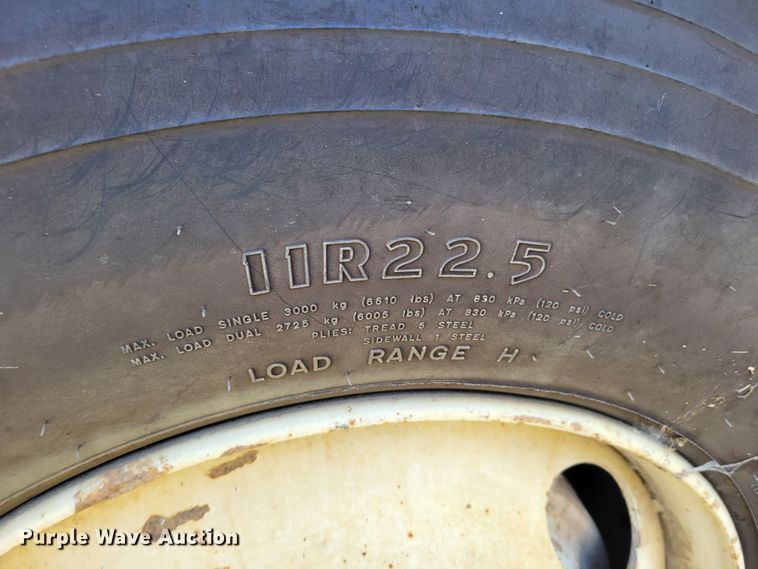 11R22.5
MAX. LOAD SINGLE 3000 kg (6610 lbs) AT 830 kPa (120 psi) COLD
MAX. LOAD DUAL 2725 kg (6005 lbs) AT 830 kPa (120 psi) COLD
PLIES: TREAD 5 STEEL
SIDEWALL 1 STEEL
LOAD RANGE H
Purple Wave Auction